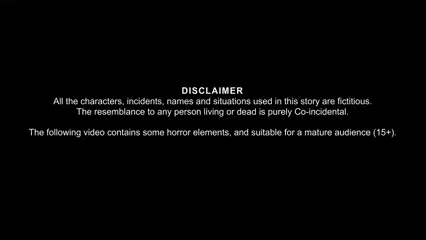 DISCLAIMER
All the characters, incidents, names and situations used in this story are fictitious.
The resemblance to any person living or dead is purely Co-incidental.
The following video contains some horror elements, and suitable for a mature audience (15+).